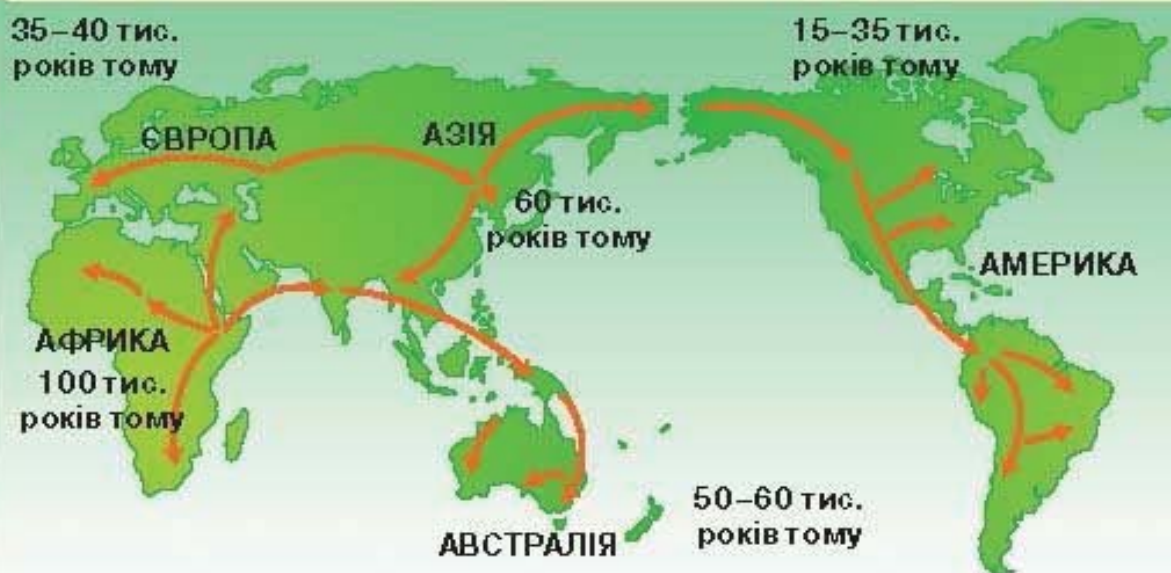 35–40 тис.
років тому
15–35 тис.
років тому
ЄВРОПА
АЗІЯ
60 тис.
років тому
АМЕРИКА
АФРИКА
100 тис.
років тому
50–60 тис.
років тому
АВСТРАЛІЯ